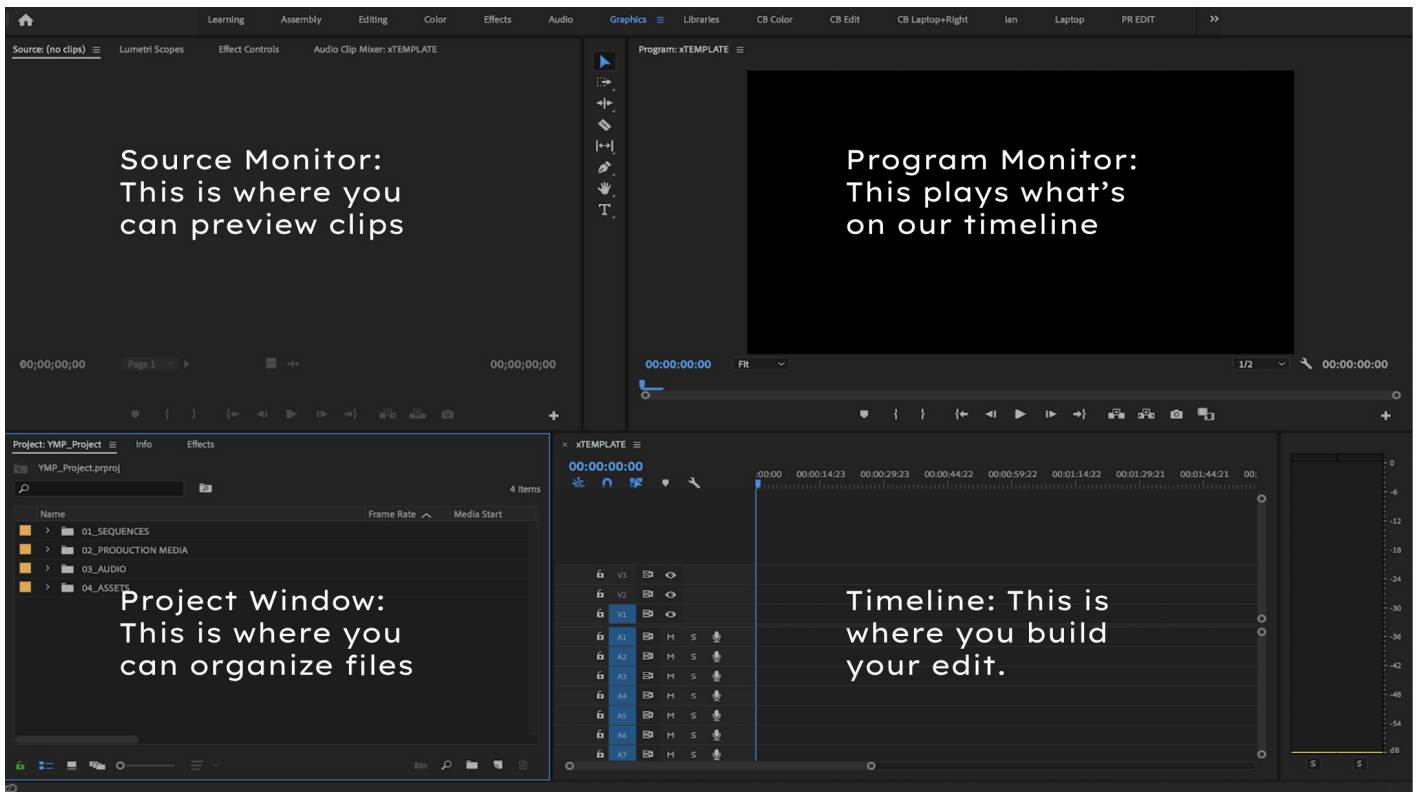 Learning Assembly Editing Color Effects Audio Graphics Libraries CB Color CB Edit CB Laptop+Right Ian Laptop PR EDIT
Source: (no clips) Lumetri Scopes Effect Controls Audio Clip Mixer: xTEMPLATE
Program: xTEMPLATE
Source Monitor:
This is where you
can preview clips
Program Monitor:
This plays what's
on our timeline
T
00;00;00;00 Page 1 00;00;00;00
00:00:00:00 Fit 1/2 00:00:00:00
Project: YMP_Project Info Effects
YMP_Project.prproj
4 Items
Name Frame Rate Media Start
01_SEQUENCES
02_PRODUCTION MEDIA
03_AUDIO
04_ASSETS
Project Window:
This is where you
can organize files
× xTEMPLATE
00:00:00:00
:00:00 00:00:14:23 00:00:29:23 00:00:44:22 00:00:59:22 00:01:14:22 00:01:29:21 00:01:44:21 00:
V3
V2
V1
A1 M S
A2 M S
A3 M S
A4 M S
A5 M S
A6 M S
A7 M S
Timeline: This is
where you build
your edit.
0
-6
-12
-18
-24
-30
-36
-42
-48
-54
dB
S S